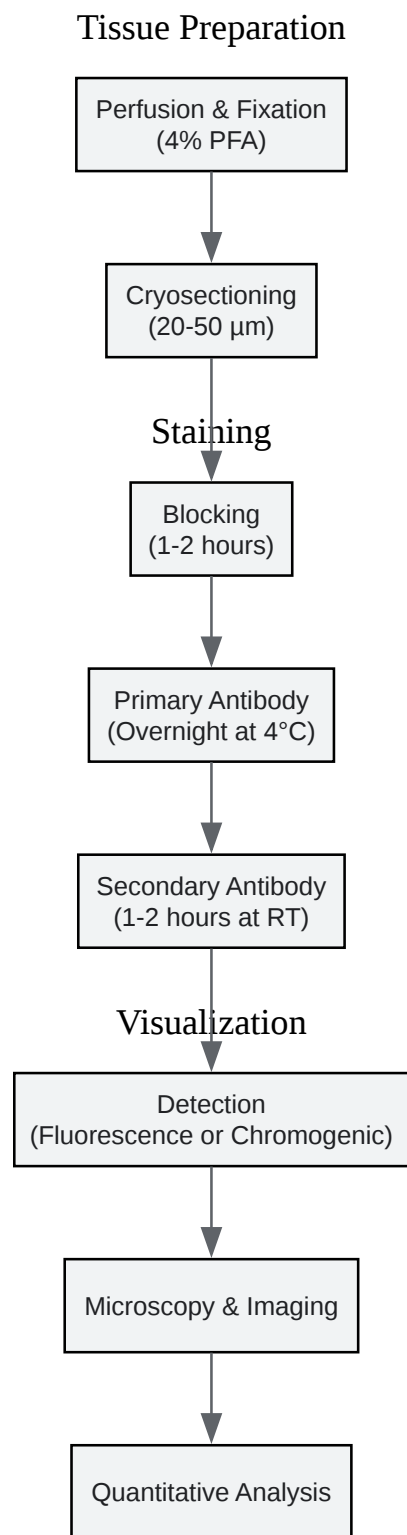 Tissue Preparation
Perfusion & Fixation
(4% PFA)
Cryosectioning
(20-50 µm)
Staining
Blocking
(1-2 hours)
Primary Antibody
(Overnight at 4°C)
Secondary Antibody
(1-2 hours at RT)
Visualization
Detection
(Fluorescence or Chromogenic)
Microscopy & Imaging
Quantitative Analysis